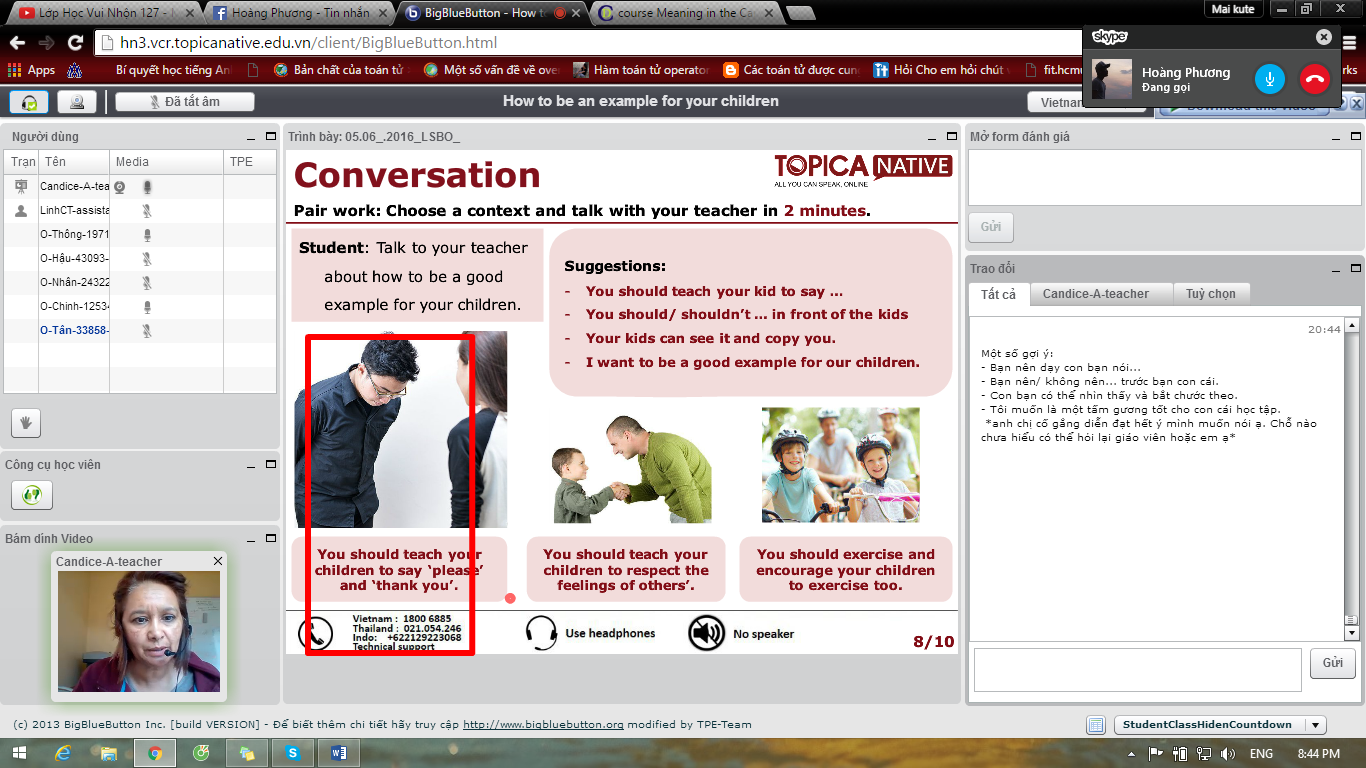 Lớp Học Vui Nhộn 127 -
Hoàng Phương - Tin nhắn
BigBlueButton - How t
course Meaning in the Ca
Mai kute
hn3.vcr.topicanative.edu.vn/client/BigBlueButton.html
Apps
Bí quyết học tiếng An
Bản chất của toán tử
Một số vấn đề về ove
Hàm toán tử operator
Các toán tử được cun
Hỏi Cho em hỏi chút v
fit.hcmu
rks
skype
Hoàng Phương
Đang gọi
Đã tắt âm
How to be an example for your children
Vietnam
Download this video
Người dùng
Trạn Tên Media TPE
Candice-A-tea
LinhCT-assista
O-Thông-1971
O-Hậu-43093-
O-Nhân-24322
O-Chinh-1253
O-Tân-33858-
Công cụ học viên
Bảm dính Video
Candice-A-teacher
Trình bày: 05.06_.2016_LSBO_
Conversation
TOPICA NATIVE
ALL YOU CAN SPEAK, ONLINE
Pair work: Choose a context and talk with your teacher in 2 minutes.
Student: Talk to your teacher
about how to be a good
example for your children.
Suggestions:
- You should teach your kid to say ...
- You should/ shouldn't ... in front of the kids
- Your kids can see it and copy you.
- I want to be a good example for our children.
You should teach your
children to say 'please'
and 'thank you'.
You should teach your
children to respect the
feelings of others'.
You should exercise and
encourage your children
to exercise too.
Vietnam : 1800 6885
Thailand : 021.054.246
Indo: +622129223068
Technical support
Use headphones
No speaker
8/10
Mở form đánh giá
Gửi
Trao đổi
Tất cả
Candice-A-teacher
Tuỳ chọn
20:44
Một số gợi ý:
- Bạn nên dạy con bạn nói...
- Bạn nên/ không nên... trước bạn con cái.
- Con bạn có thể nhìn thấy và bắt chước theo.
- Tôi muốn là một tấm gương tốt cho con cái học tập.
*anh chị cố gắng diễn đạt hết ý mình muốn nói ạ. Chỗ nào
chưa hiểu có thể hỏi lại giáo viên hoặc em ạ*
Gửi
(c) 2013 BigBlueButton Inc. [build VERSION] - Để biết thêm chi tiết hãy truy cập http://www.bigbluebutton.org modified by TPE-Team
StudentClassHidenCountdown
ENG
8:44 PM